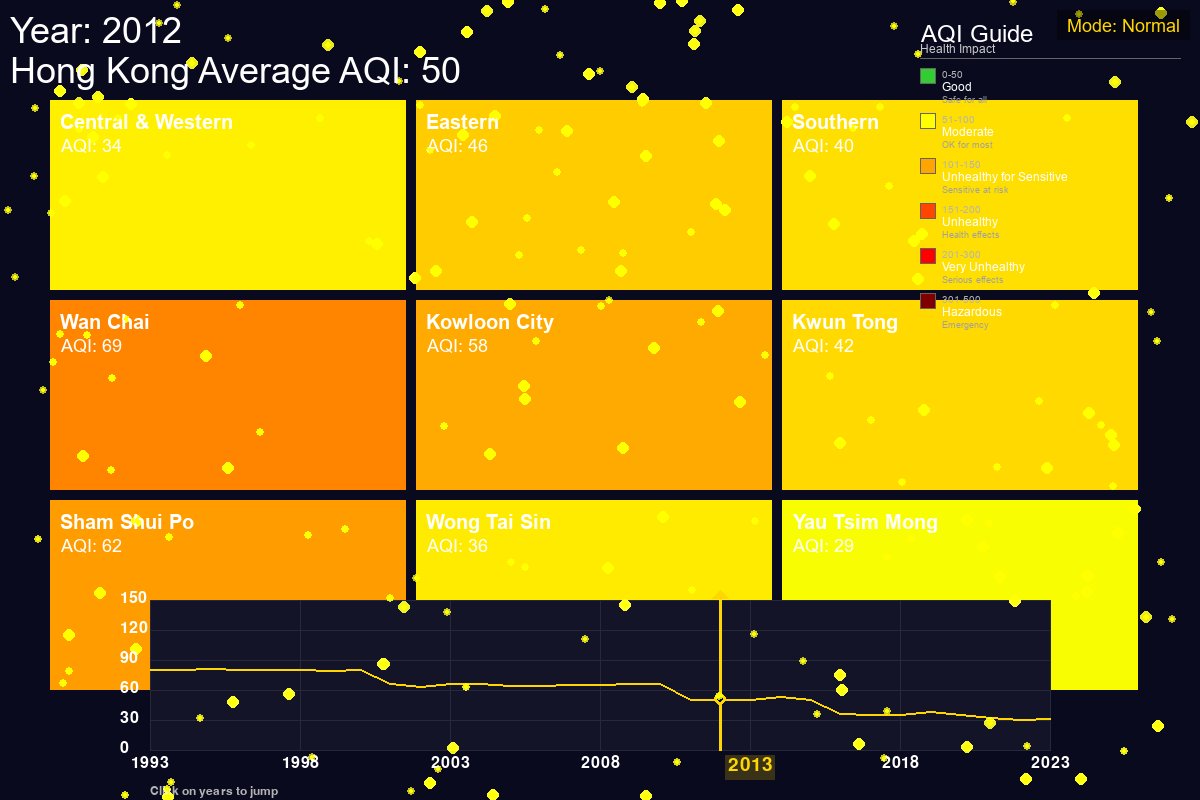 Year: 2012
Hong Kong Average AQI: 50
Mode: Normal
AQI Guide
Health Impact
0-50
Good
Safe for all
51-100
Moderate
OK for most
101-150
Unhealthy for Sensitive
Sensitive at risk
151-200
Unhealthy
Health effects
201-300
Very Unhealthy
Serious effects
301-500
Hazardous
Emergency
Central & Western
AQI: 34
Eastern
AQI: 46
Southern
AQI: 40
Wan Chai
AQI: 69
Kowloon City
AQI: 58
Kwun Tong
AQI: 42
Sham Shui Po
AQI: 62
Wong Tai Sin
AQI: 36
Yau Tsim Mong
AQI: 29
150
120
90
60
30
0
1993 1998 2003 2008 2013 2018 2023
Click on years to jump